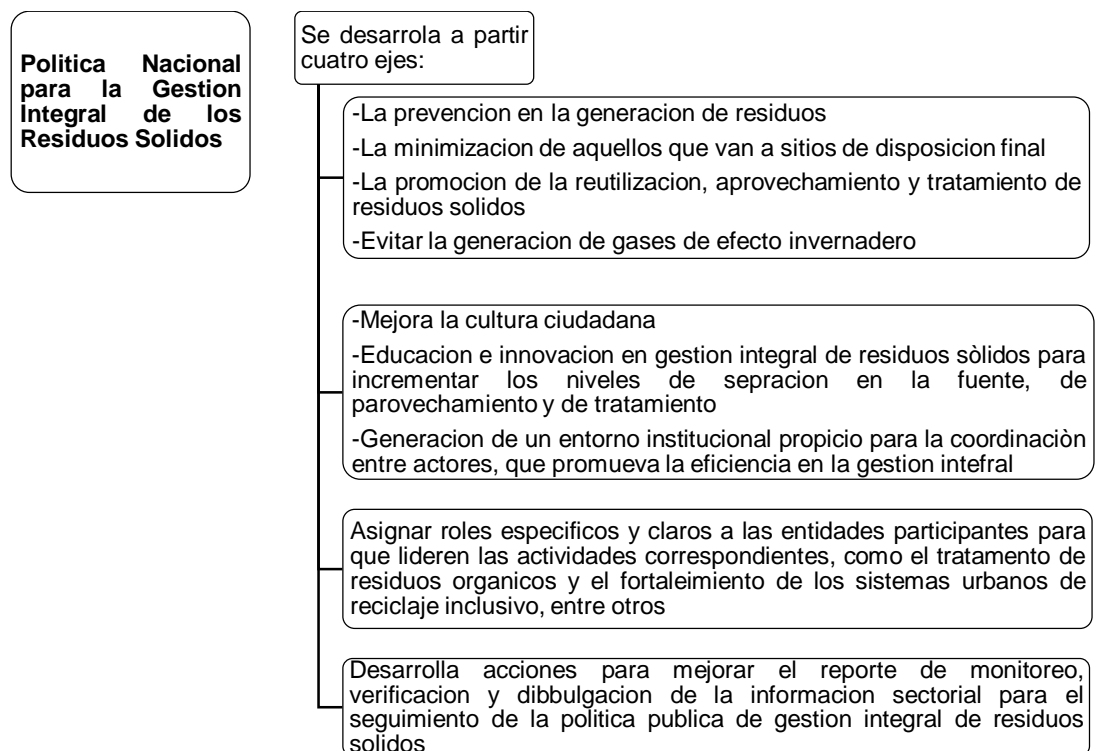 Politica Nacional
para la Gestion
Integral de los
Residuos Solidos
Se desarrola a partir
cuatro ejes:
-La prevencion en la generacion de residuos
-La minimizacion de aquellos que van a sitios de disposicion final
-La promocion de la reutilizacion, aprovechamiento y tratamiento de
residuos solidos
-Evitar la generacion de gases de efecto invernadero
-Mejora la cultura ciudadana
-Educacion e innovacion en gestion integral de residuos sòlidos para
incrementar los niveles de sepracion en la fuente, de
parovechamiento y de tratamiento
-Generacion de un entorno institucional propicio para la coordinaciòn
entre actores, que promueva la eficiencia en la gestion intefral
Asignar roles especificos y claros a las entidades participantes para
que lideren las actividades correspondientes, como el tratamento de
residuos organicos y el fortaleimiento de los sistemas urbanos de
reciclaje inclusivo, entre otros
Desarrolla acciones para mejorar el reporte de monitoreo,
verificacion y dibbulgacion de la informacion sectorial para el
seguimiento de la politica publica de gestion integral de residuos
solidos